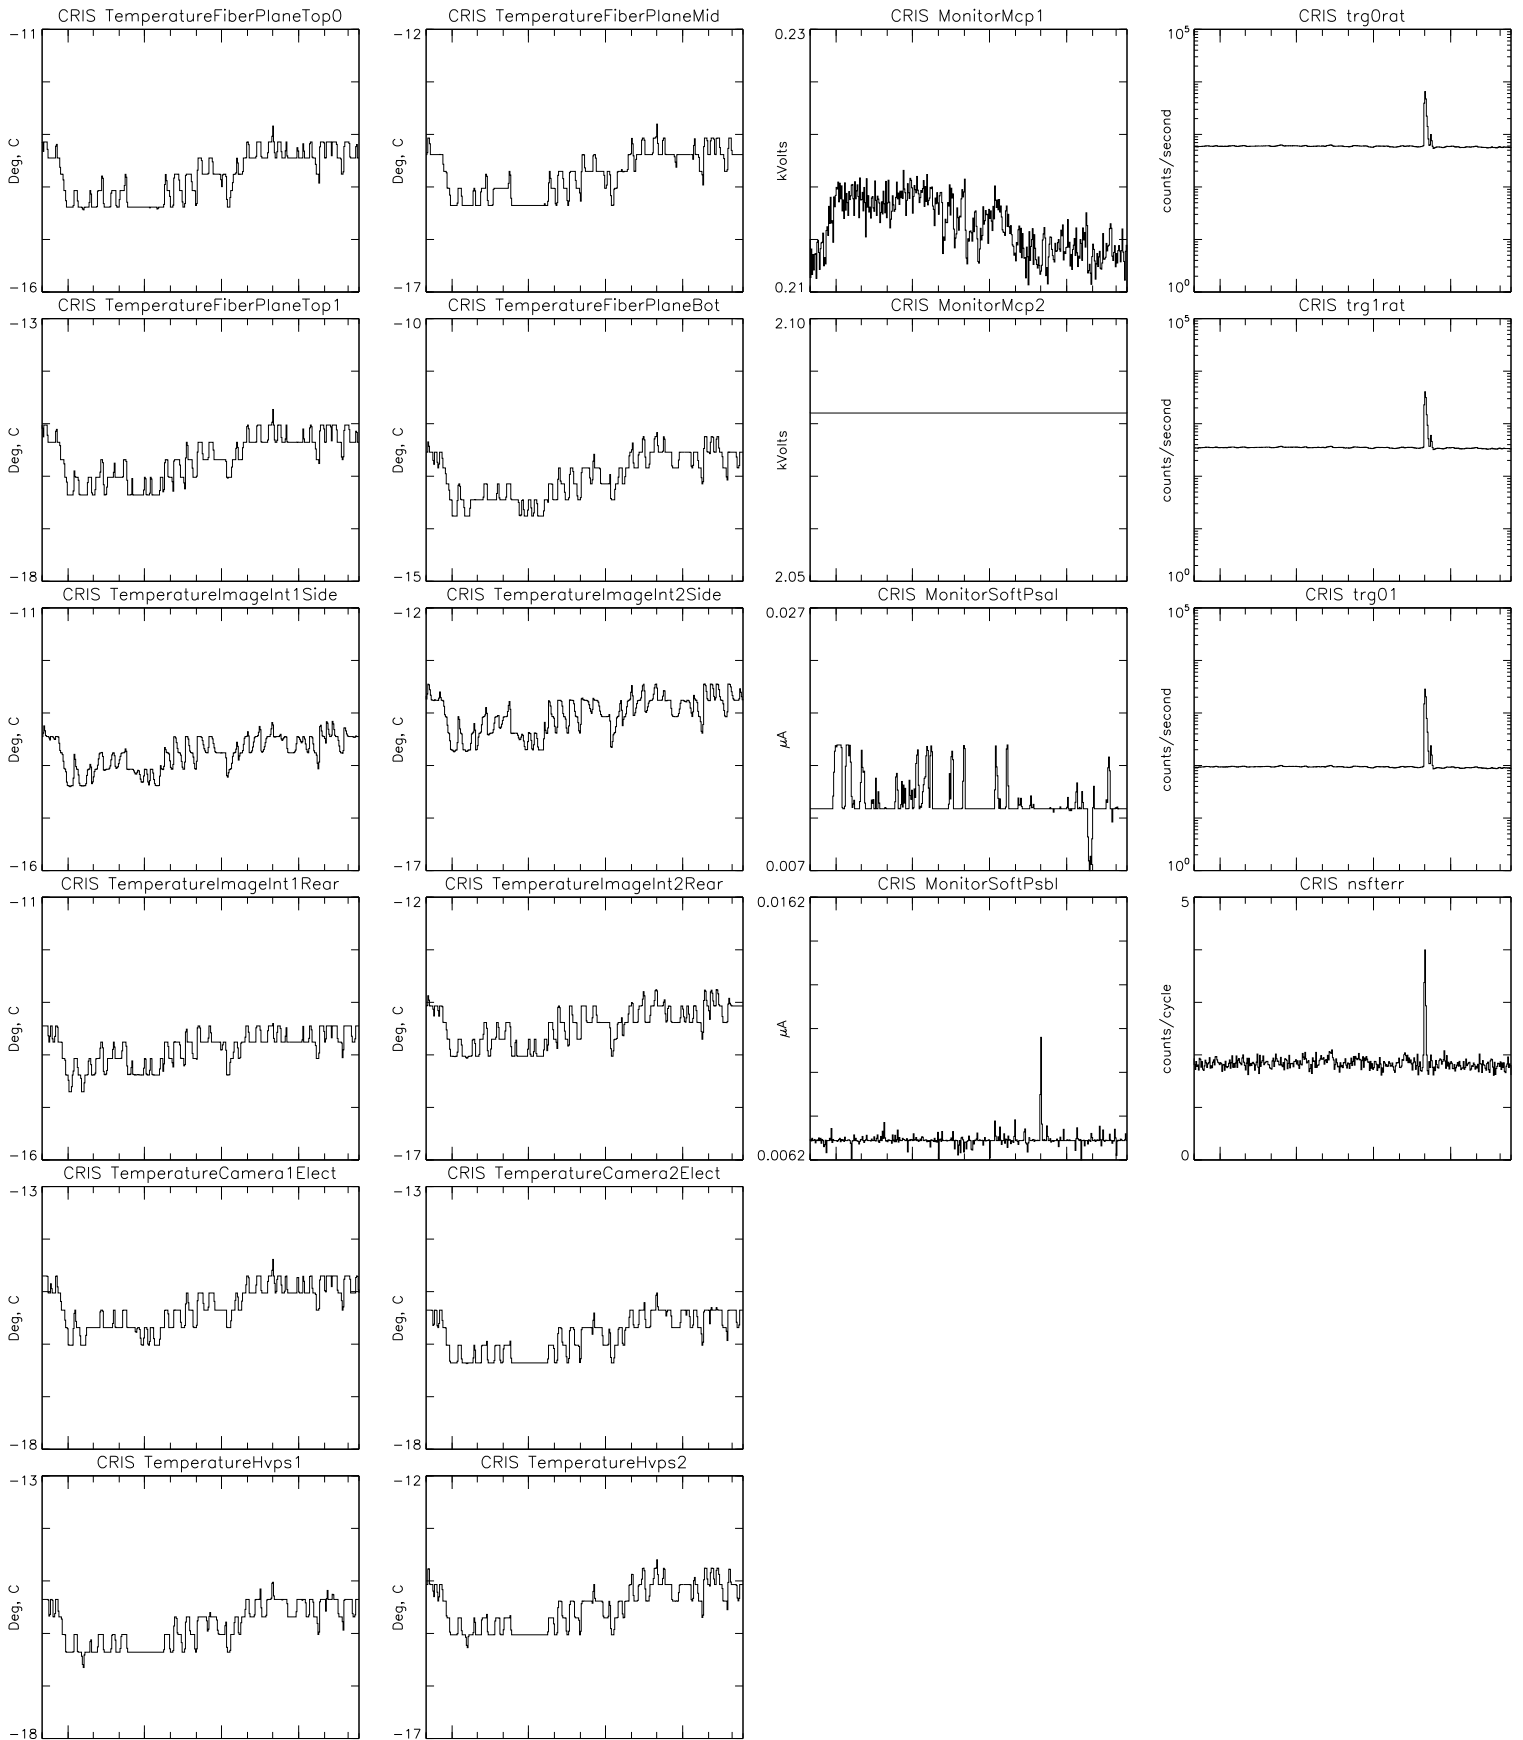 CRIS TemperatureFiberPlaneTop0
CRIS TemperatureFiberPlaneMid
CRIS MonitorMcp1
CRIS trg0rat
-11
Deg, C
-16
-12
Deg, C
-17
0.23
kVolts
0.21
10^5
counts/second
10^0
CRIS TemperatureFiberPlaneTop1
CRIS TemperatureFiberPlaneBot
CRIS MonitorMcp2
CRIS trg1rat
-13
Deg, C
-18
-10
Deg, C
-15
2.10
kVolts
2.05
10^5
counts/second
10^0
CRIS TemperatureImageInt1Side
CRIS TemperatureImageInt2Side
CRIS MonitorSoftPsaI
CRIS trg01
-11
Deg, C
-16
-12
Deg, C
-17
0.027
μA
0.007
10^5
counts/second
10^0
CRIS TemperatureImageInt1Rear
CRIS TemperatureImageInt2Rear
CRIS MonitorSoftPsbI
CRIS nsfterr
-11
Deg, C
-16
-12
Deg, C
-17
0.0162
μA
0.0062
5
counts/cycle
0
CRIS TemperatureCamera1Elect
CRIS TemperatureCamera2Elect
-13
Deg, C
-18
-13
Deg, C
-18
CRIS TemperatureHvps1
CRIS TemperatureHvps2
-13
Deg, C
-18
-12
Deg, C
-17